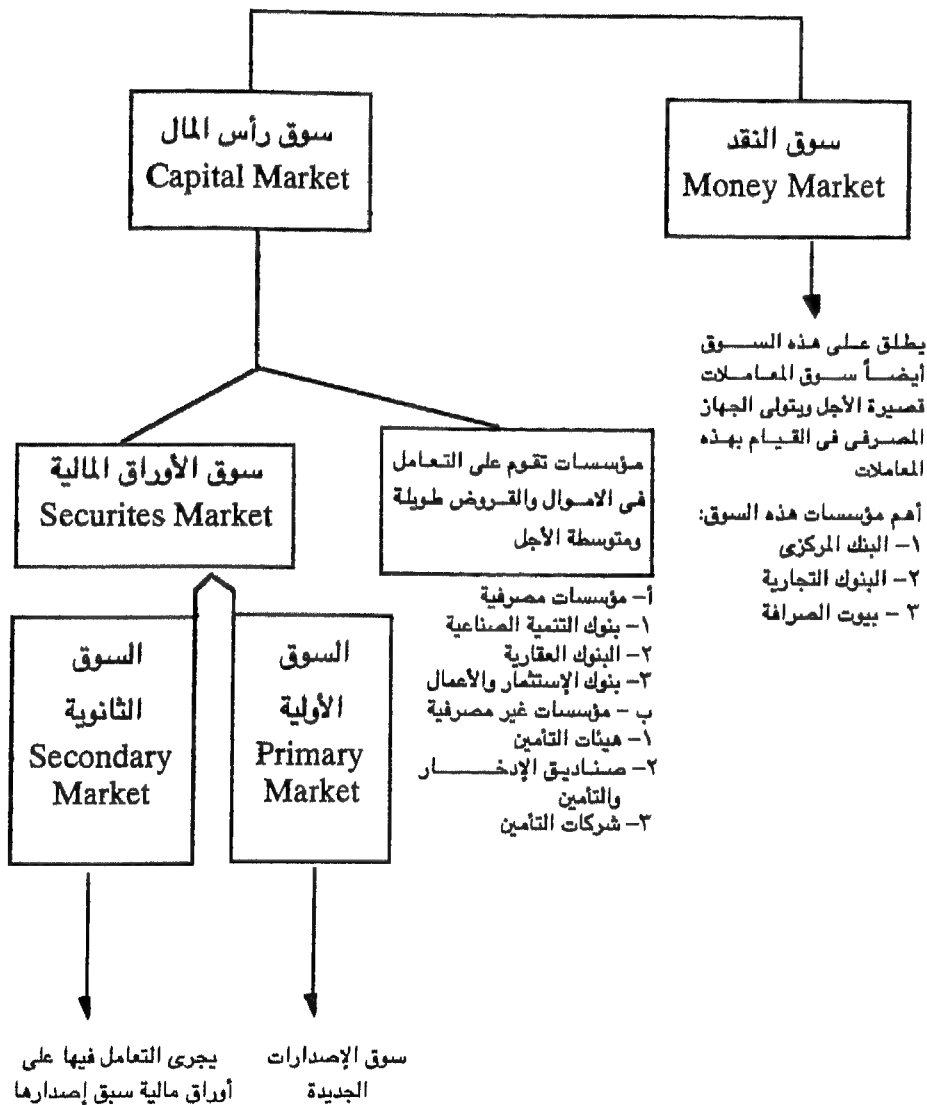 سوق النقد
Money Market
يطلق على هذه السوق
أيضاً سوق المعاملات
قصيرة الأجل ويتولى الجهاز
المصرفى فى القيام بهذه
المعاملات
أهم مؤسسات هذه السوق:
١– البنك المركزى
٢– البنوك التجارية
٣ – بيوت الصرافة
سوق رأس المال
Capital Market
مؤسسات تقوم على التعامل
فى الاموال والقروض طويلة
ومتوسطة الأجل
أ– مؤسسات مصرفية
١– بنوك التنمية الصناعية
٢– البنوك العقارية
٣– بنوك الإستثمار والأعمال
ب – مؤسسات غير مصرفية
١– هيئات التأمين
٢– صناديق الإدخار
والتأمين
٣– شركات التأمين
سوق الأوراق المالية
Securites Market
السوق
الأولية
Primary
Market
سوق الإصدارات
الجديدة
السوق
الثانوية
Secondary
Market
يجرى التعامل فيها على
أوراق مالية سبق إصدارها